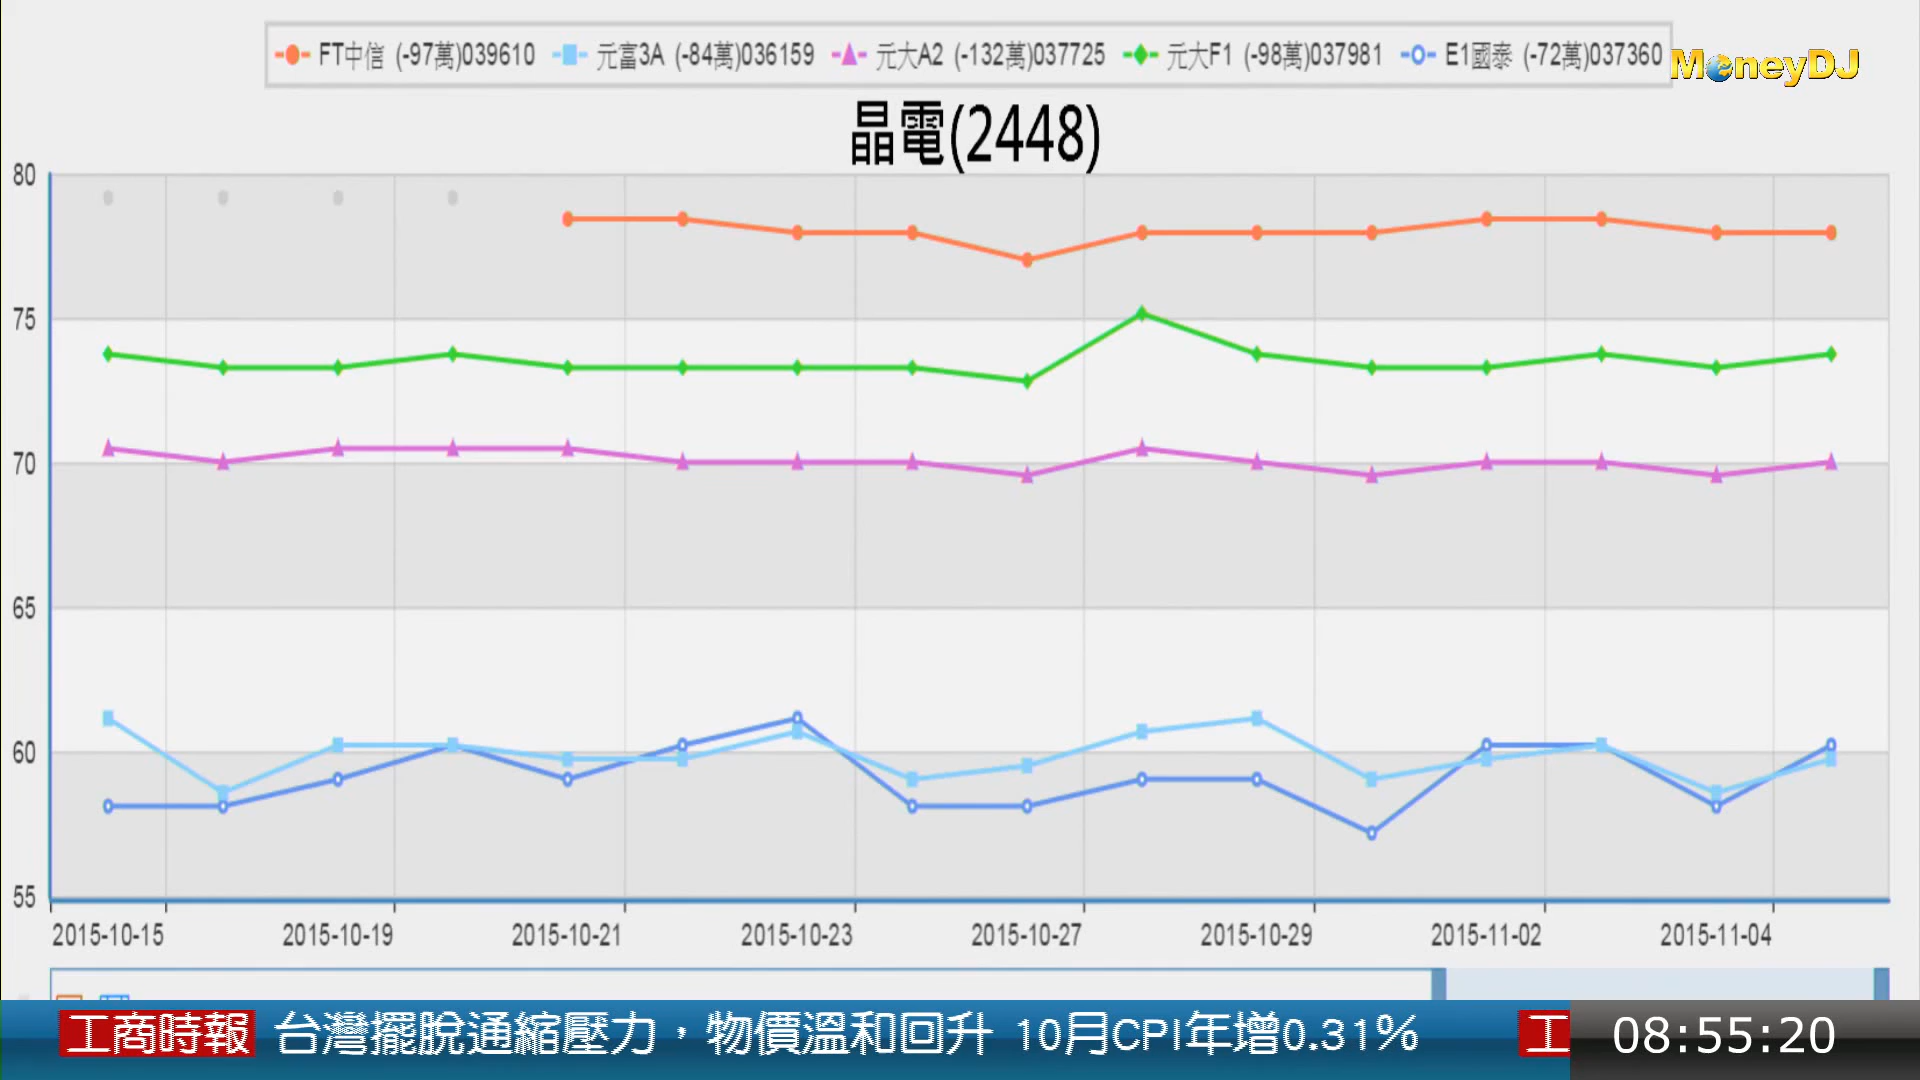 FT中信 (-97萬)039610 元富3A (-84萬)036159 元大A2 (-132萬)037725 元大F1 (-98萬)037981 E1國泰 (-72萬)037360
MoneyDJ
晶電(2448)
80
75
70
65
60
55
2015-10-15 2015-10-19 2015-10-21 2015-10-23 2015-10-27 2015-10-29 2015-11-02 2015-11-04
工商時報 台灣擺脫通縮壓力，物價溫和回升 10月CPI年增0.31% 工 08:55:20